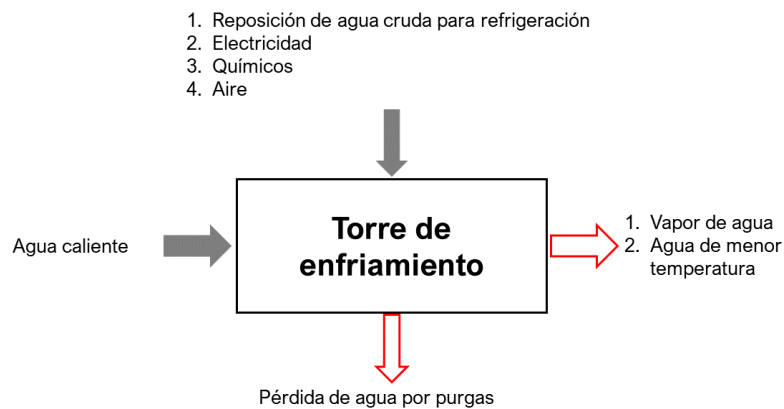 1. Reposición de agua cruda para refrigeración
2. Electricidad
3. Químicos
4. Aire
Agua caliente
Torre de
enfriamiento
1. Vapor de agua
2. Agua de menor
temperatura
Pérdida de agua por purgas